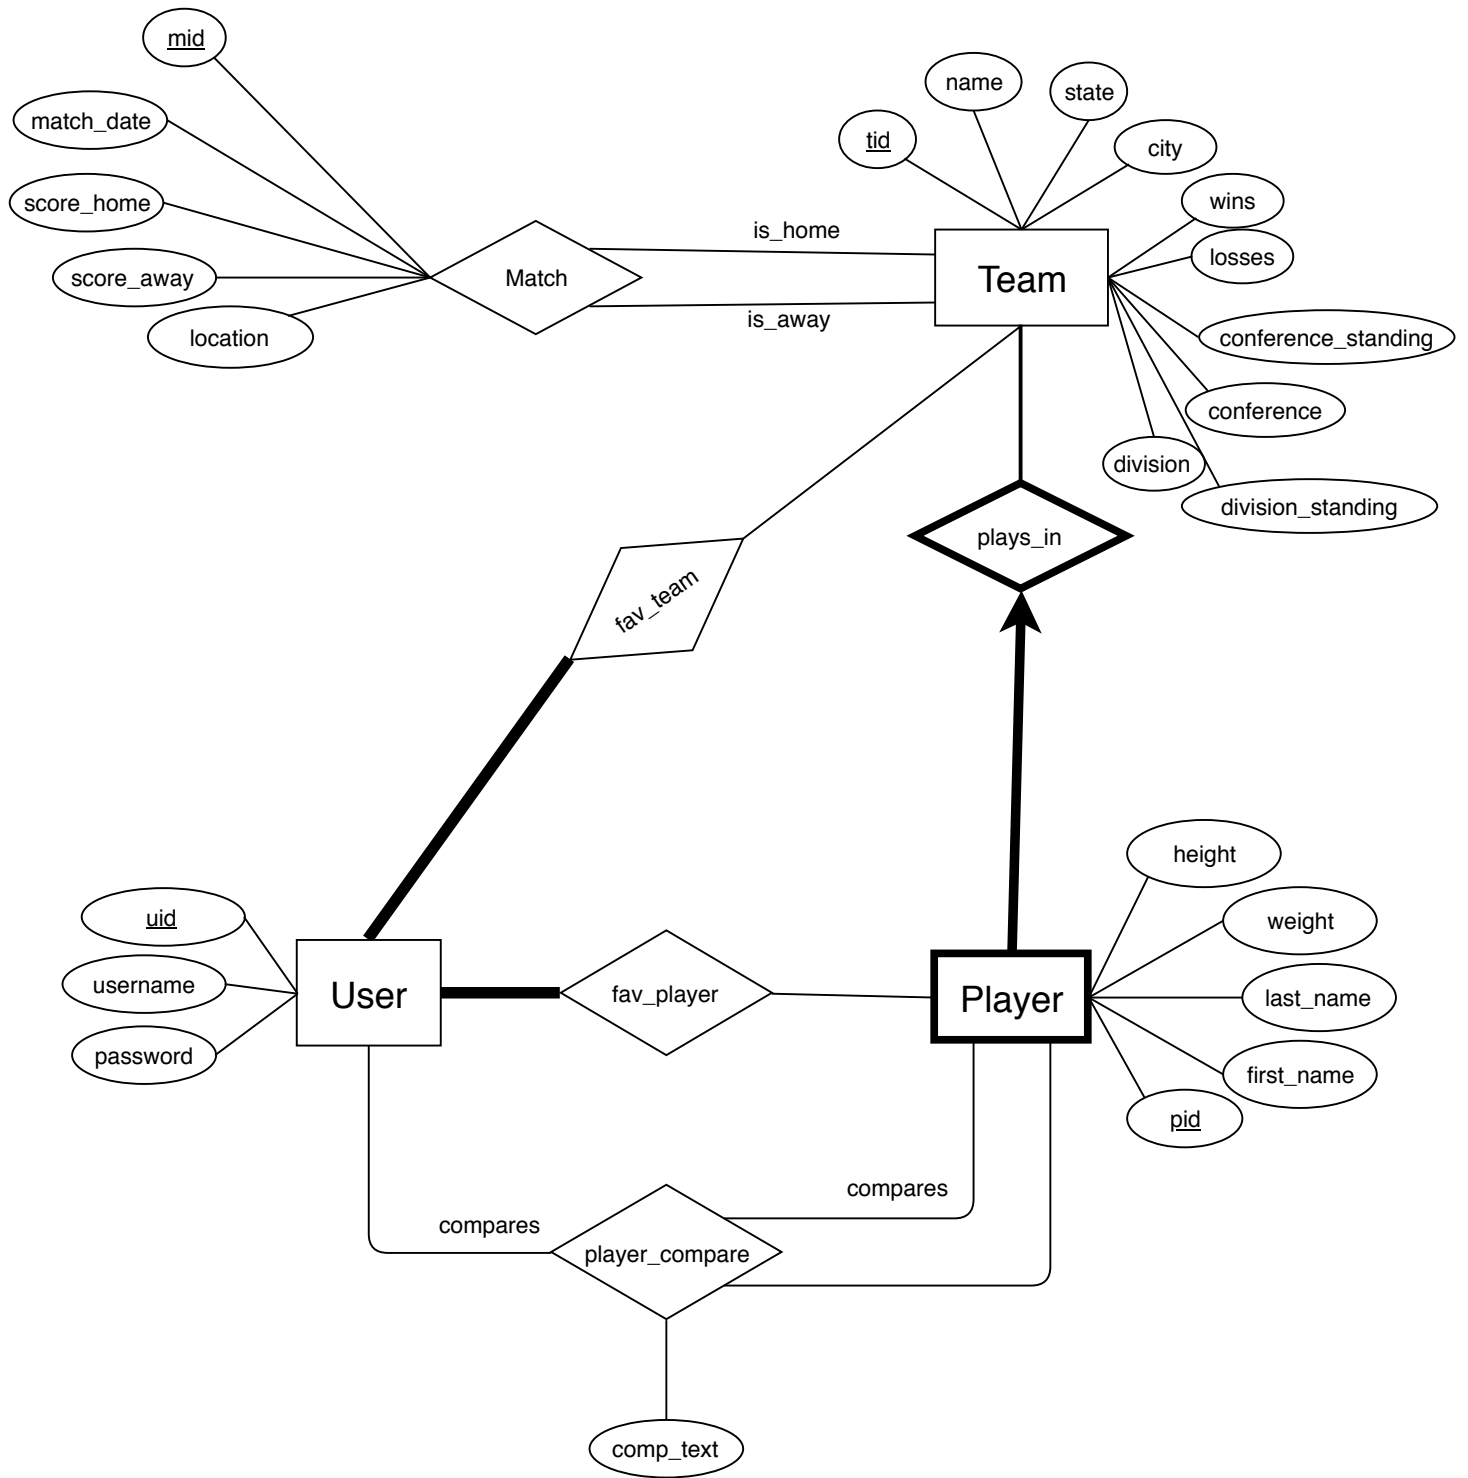 mid
match_date
score_home
score_away
location
Match
is_home
is_away
tid
name
state
city
wins
losses
Team
conference_standing
conference
division
division_standing
plays_in
fav_team
uid
username
password
User
fav_player
Player
height
weight
last_name
first_name
pid
compares
compares
player_compare
comp_text